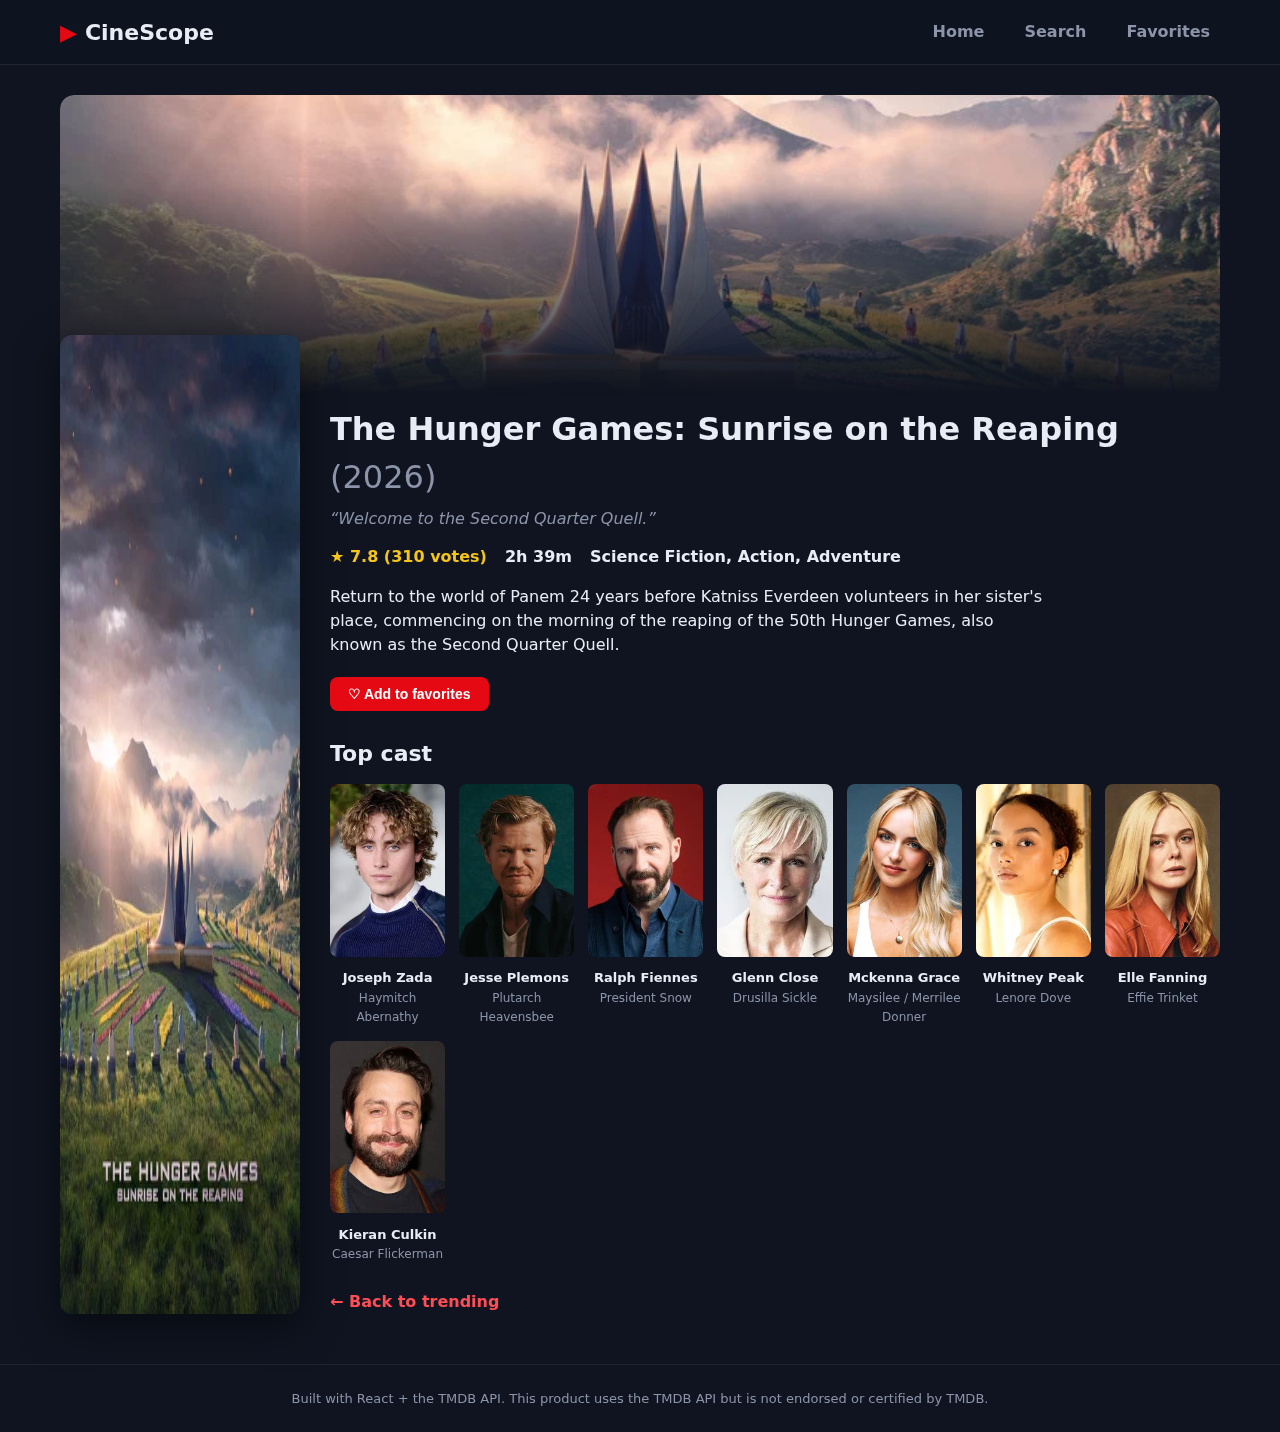 ▶ CineScope
Home
Search
Favorites
The Hunger Games: Sunrise on the Reaping
(2026)
“Welcome to the Second Quarter Quell.”
★ 7.8 (310 votes) 2h 39m Science Fiction, Action, Adventure
Return to the world of Panem 24 years before Katniss Everdeen volunteers in her sister's
place, commencing on the morning of the reaping of the 50th Hunger Games, also
known as the Second Quarter Quell.
♡ Add to favorites
Top cast
Joseph Zada
Haymitch
Abernathy
Jesse Plemons
Plutarch
Heavensbee
Ralph Fiennes
President Snow
Glenn Close
Drusilla Sickle
Mckenna Grace
Maysilee / Merrilee
Donner
Whitney Peak
Lenore Dove
Elle Fanning
Effie Trinket
Kieran Culkin
Caesar Flickerman
THE HUNGER GAMES
SUNRISE ON THE REAPING
← Back to trending
Built with React + the TMDB API. This product uses the TMDB API but is not endorsed or certified by TMDB.